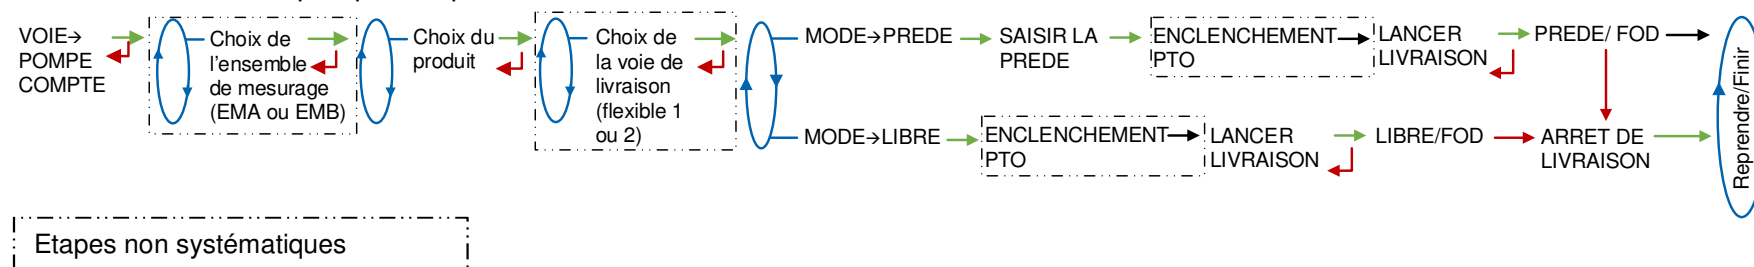 VOIE→
POMPE
COMPTE
Choix de
l'ensemble
de mesurage
(EMA ou EMB)
Choix du
produit
Choix de
la voie de
livraison
(flexible 1
ou 2)
MODE→PREDE
SAISIR LA
PREDE
ENCLENCHEMENT
PTO
LANCER
LIVRAISON
PREDE/ FOD
MODE→LIBRE
ENCLENCHEMENT
PTO
LANCER
LIVRAISON
LIBRE/FOD
ARRET DE
LIVRAISON
Reprendre/Finir
Etapes non systématiques